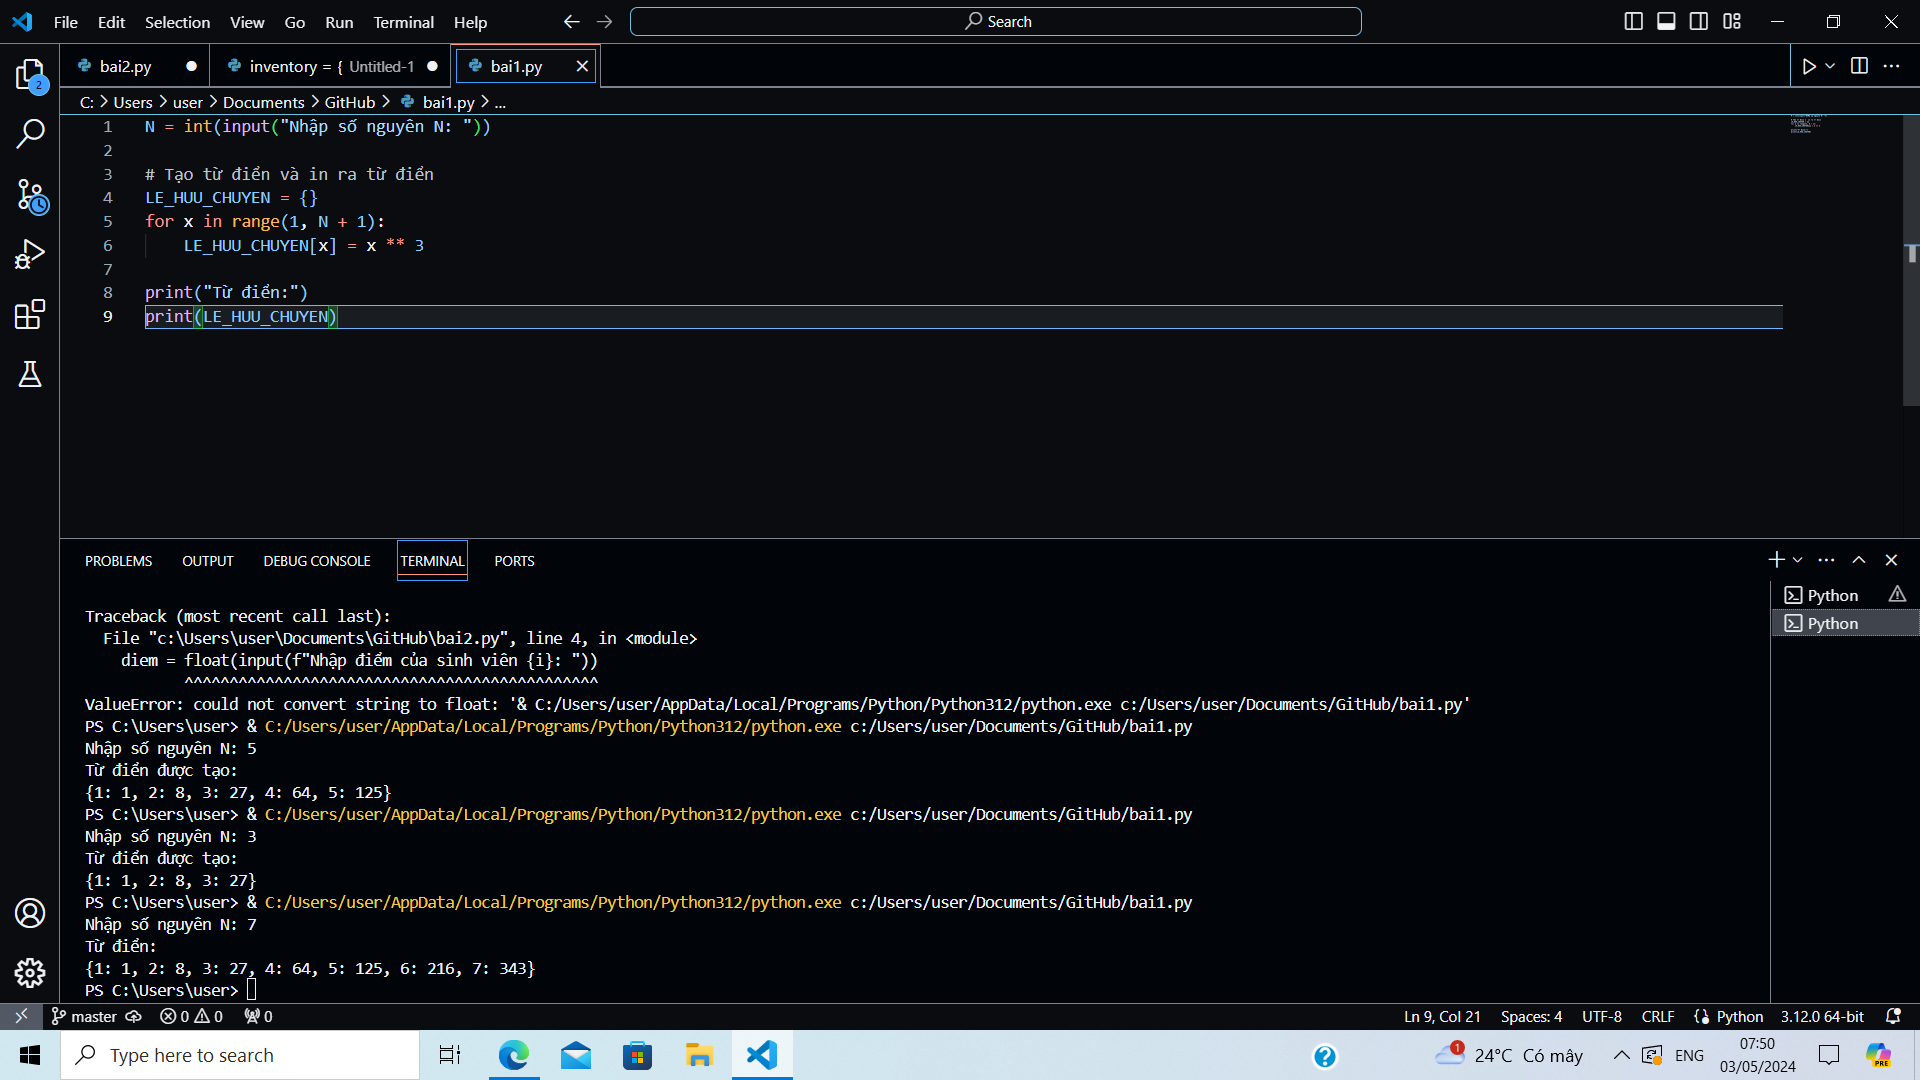 File Edit Selection View Go Run Terminal Help
Search
bai2.py
inventory = { Untitled-1
bai1.py
C: > Users > user > Documents > GitHub > bai1.py > ...
1 N = int(input("Nhập số nguyên N: "))
2
3 # Tạo từ điển và in ra từ điển
4 LE_HUU_CHUYEN = {}
5 for x in range(1, N + 1):
6 LE_HUU_CHUYEN[x] = x ** 3
7
8 print("Từ điển:")
9 print(LE_HUU_CHUYEN)
2
PROBLEMS OUTPUT DEBUG CONSOLE TERMINAL PORTS
Python
Python
Traceback (most recent call last):
File "c:\Users\user\Documents\GitHub\bai2.py", line 4, in <module>
diem = float(input(f"Nhập điểm của sinh viên {i}: "))
^^^^^^^^^^^^^^^^^^^^^^^^^^^^^^^^^^^^^^^^^^^^^^
ValueError: could not convert string to float: '& C:/Users/user/AppData/Local/Programs/Python/Python312/python.exe c:/Users/user/Documents/GitHub/bai1.py'
PS C:\Users\user> & C:/Users/user/AppData/Local/Programs/Python/Python312/python.exe c:/Users/user/Documents/GitHub/bai1.py
Nhập số nguyên N: 5
Từ điển được tạo:
{1: 1, 2: 8, 3: 27, 4: 64, 5: 125}
PS C:\Users\user> & C:/Users/user/AppData/Local/Programs/Python/Python312/python.exe c:/Users/user/Documents/GitHub/bai1.py
Nhập số nguyên N: 3
Từ điển được tạo:
{1: 1, 2: 8, 3: 27}
PS C:\Users\user> & C:/Users/user/AppData/Local/Programs/Python/Python312/python.exe c:/Users/user/Documents/GitHub/bai1.py
Nhập số nguyên N: 7
Từ điển:
{1: 1, 2: 8, 3: 27, 4: 64, 5: 125, 6: 216, 7: 343}
PS C:\Users\user>
master 0 0 0 Ln 9, Col 21 Spaces: 4 UTF-8 CRLF Python 3.12.0 64-bit
Type here to search
1 24°C Có mây ENG
07:50
03/05/2024
PRE